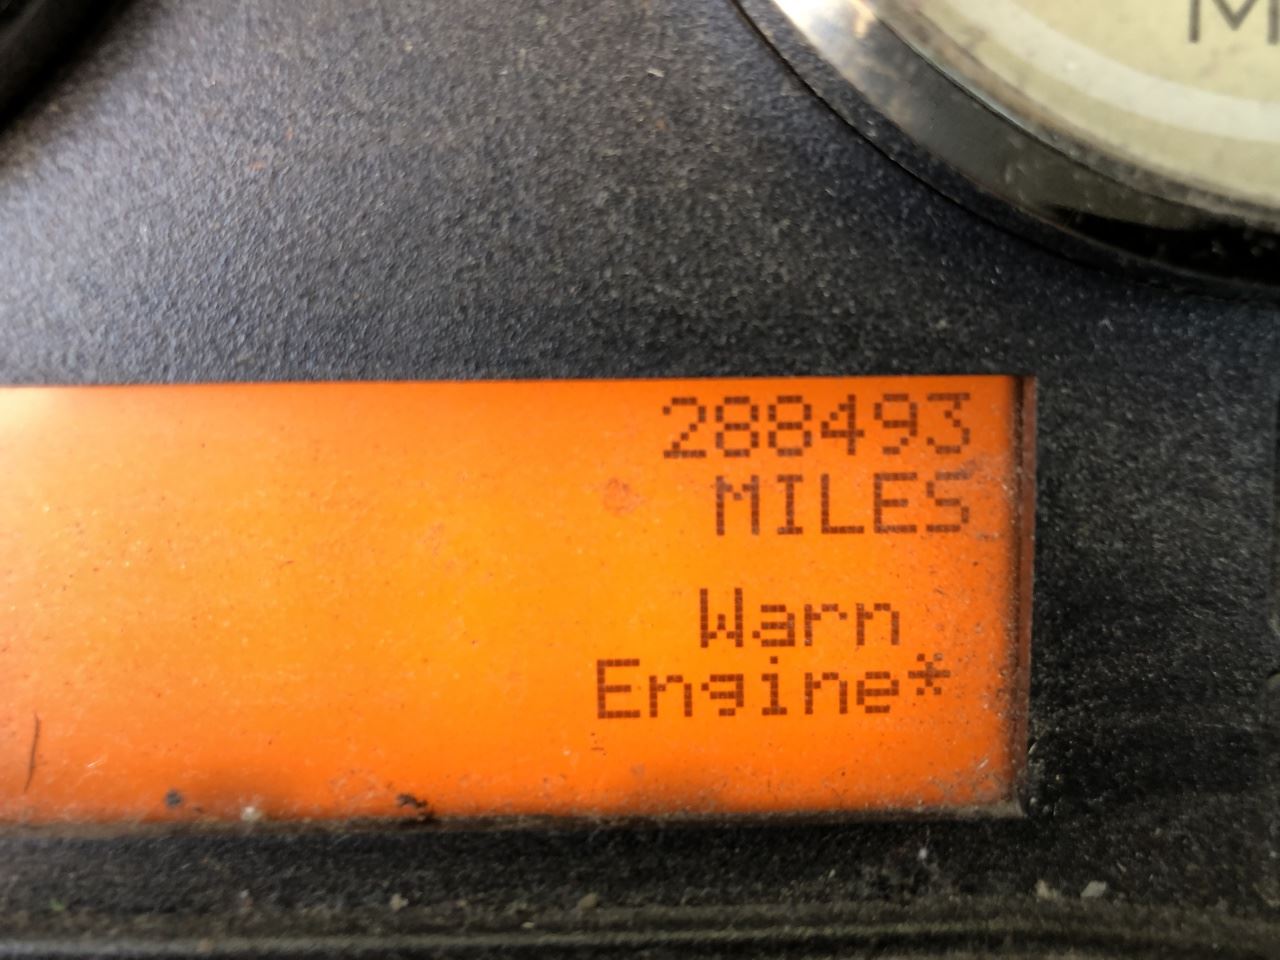 M
288493
MILES
Warn
Engine*